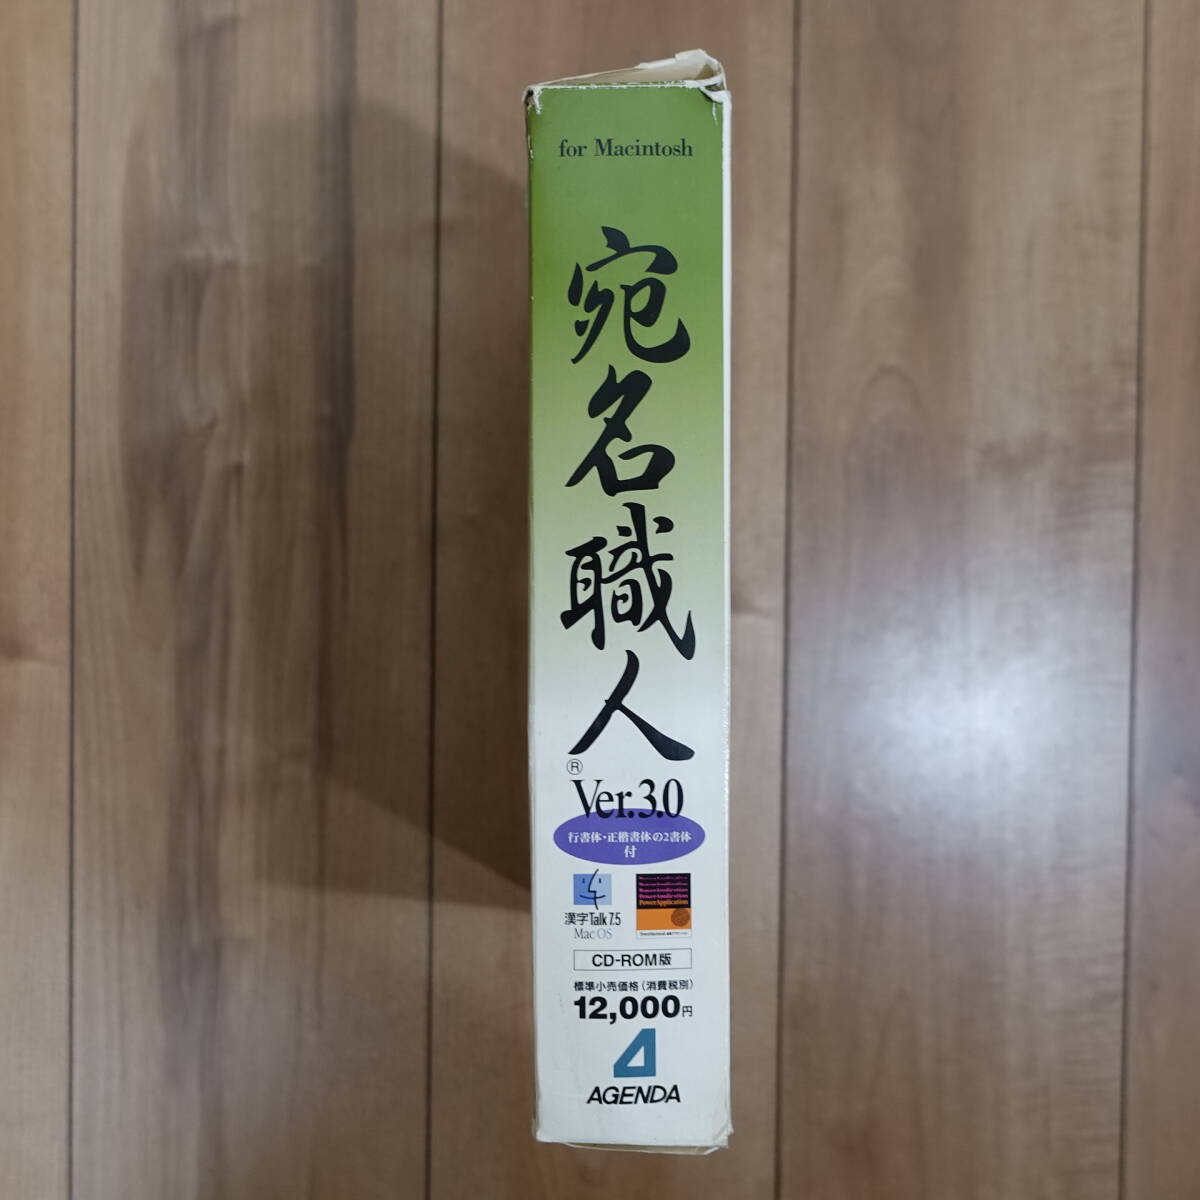 for Macintosh
宛名職人
®
Ver.3.0
行書体・正楷書体の2書体
付
漢字Talk 7.5
Mac OS
PowerApplication
CD-ROM版
標準小売価格(消費税別)
12,000円
AGENDA